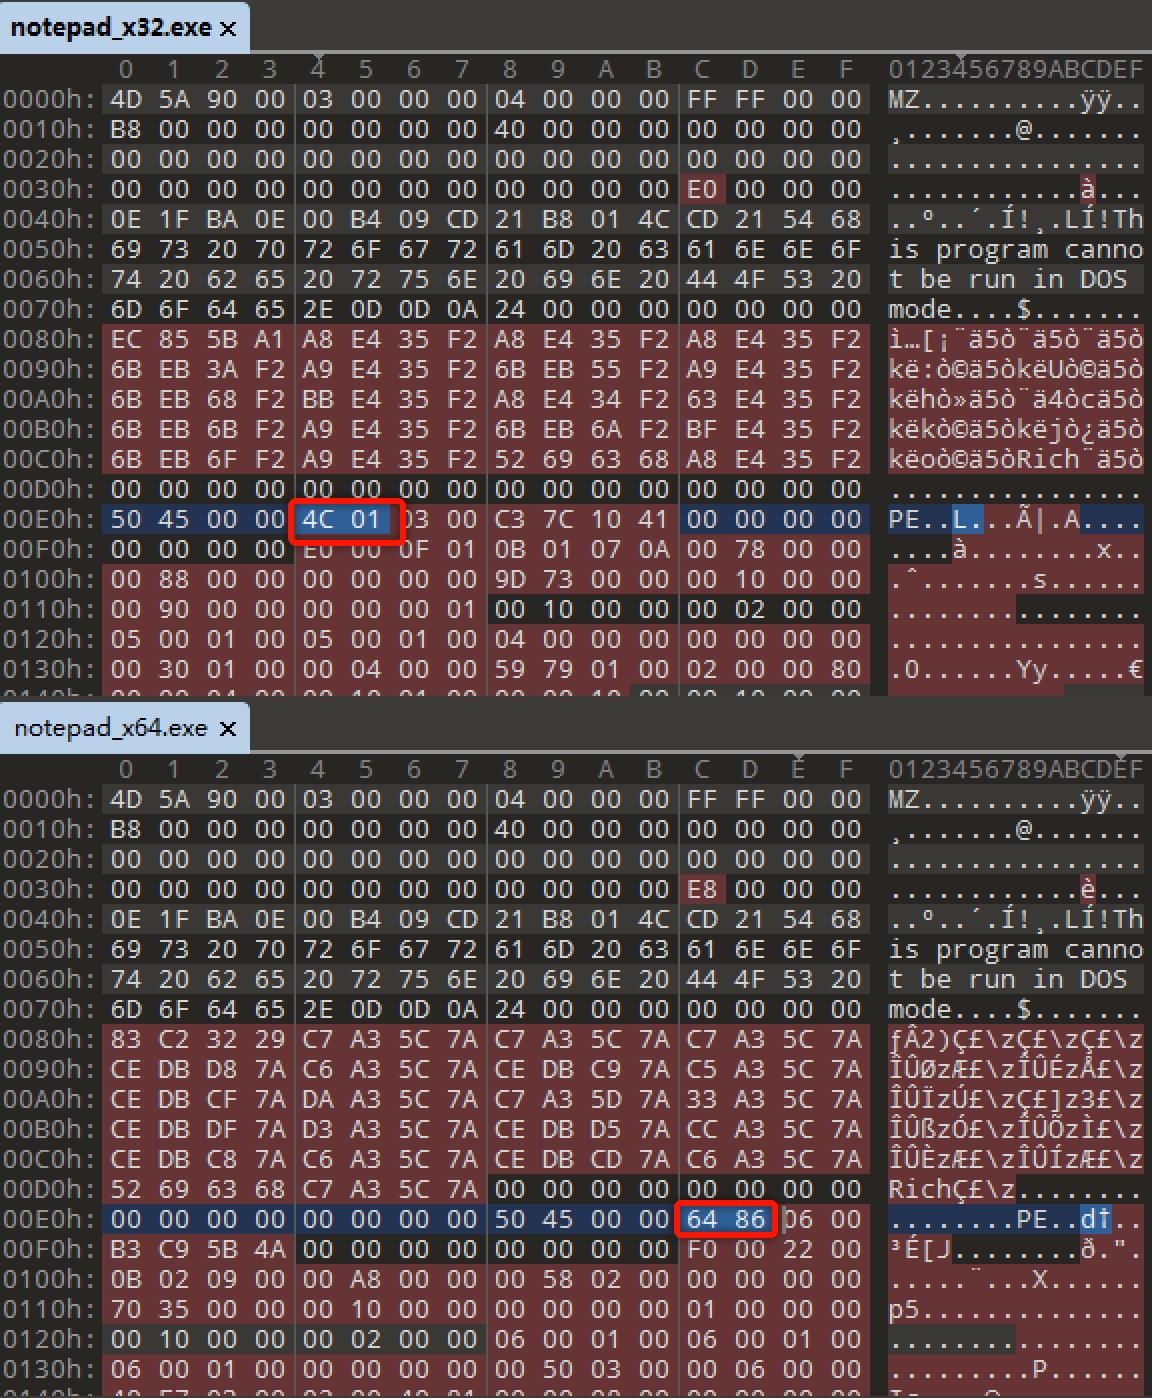 notepad_x32.exe ×
0 1 2 3 4 5 6 7 8 9 A B C D E F 0123456789ABCDEF
0000h: 4D 5A 90 00 03 00 00 00 04 00 00 00 FF FF 00 00 MZ..........ÿÿ..
0010h: B8 00 00 00 00 00 00 00 40 00 00 00 00 00 00 00 ¸.......@.......
0020h: 00 00 00 00 00 00 00 00 00 00 00 00 00 00 00 00 ................
0030h: 00 00 00 00 00 00 00 00 00 00 00 00 E0 00 00 00 ............à...
0040h: 0E 1F BA 0E 00 B4 09 CD 21 B8 01 4C CD 21 54 68 ..º..´.Í!¸.LÍ!Th
0050h: 69 73 20 70 72 6F 67 72 61 6D 20 63 61 6E 6E 6F is program canno
0060h: 74 20 62 65 20 72 75 6E 20 69 6E 20 44 4F 53 20 t be run in DOS
0070h: 6D 6F 64 65 2E 0D 0D 0A 24 00 00 00 00 00 00 00 mode....$.......
0080h: EC 85 5B A1 A8 E4 35 F2 A8 E4 35 F2 A8 E4 35 F2 ì…[¡¨ä5ò¨ä5ò¨ä5ò
0090h: 6B EB 3A F2 A9 E4 35 F2 6B EB 55 F2 A9 E4 35 F2 kë:ò©ä5òkëUò©ä5ò
00A0h: 6B EB 68 F2 BB E4 35 F2 A8 E4 34 F2 63 E4 35 F2 këhò»ä5ò¨ä4òcä5ò
00B0h: 6B EB 6B F2 A9 E4 35 F2 6B EB 6A F2 BF E4 35 F2 këkò©ä5òkëjò¿ä5ò
00C0h: 6B EB 6F F2 A9 E4 35 F2 52 69 63 68 A8 E4 35 F2 këoò©ä5òRich¨ä5ò
00D0h: 00 00 00 00 00 00 00 00 00 00 00 00 00 00 00 00 ................
00E0h: 50 45 00 00 4C 01 03 00 C3 7C 10 41 00 00 00 00 PE..L...Ã|.A....
00F0h: 00 00 00 00 E0 00 0F 01 0B 01 07 0A 00 78 00 00 ....à........x..
0100h: 00 88 00 00 00 00 00 00 9D 73 00 00 00 10 00 00 .ˆ.......s......
0110h: 00 90 00 00 00 00 00 01 00 10 00 00 00 02 00 00 ................
0120h: 05 00 01 00 05 00 01 00 04 00 00 00 00 00 00 00 ................
0130h: 00 30 01 00 00 04 00 00 59 79 01 00 02 00 00 80 .0......Yy.....€
notepad_x64.exe ×
0 1 2 3 4 5 6 7 8 9 A B C D E F 0123456789ABCDEF
0000h: 4D 5A 90 00 03 00 00 00 04 00 00 00 FF FF 00 00 MZ..........ÿÿ..
0010h: B8 00 00 00 00 00 00 00 40 00 00 00 00 00 00 00 ¸.......@.......
0020h: 00 00 00 00 00 00 00 00 00 00 00 00 00 00 00 00 ................
0030h: 00 00 00 00 00 00 00 00 00 00 00 00 E8 00 00 00 ............è...
0040h: 0E 1F BA 0E 00 B4 09 CD 21 B8 01 4C CD 21 54 68 ..º..´.Í!¸.LÍ!Th
0050h: 69 73 20 70 72 6F 67 72 61 6D 20 63 61 6E 6E 6F is program canno
0060h: 74 20 62 65 20 72 75 6E 20 69 6E 20 44 4F 53 20 t be run in DOS
0070h: 6D 6F 64 65 2E 0D 0D 0A 24 00 00 00 00 00 00 00 mode....$.......
0080h: 83 C2 32 29 C7 A3 5C 7A C7 A3 5C 7A C7 A3 5C 7A ƒÂ2)Ç£\zÇ£\zÇ£\z
0090h: CE DB D8 7A C6 A3 5C 7A CE DB C9 7A C5 A3 5C 7A ÎÛØzÆ£\zÎÛÉzÅ£\z
00A0h: CE DB CF 7A DA A3 5C 7A C7 A3 5D 7A 33 A3 5C 7A ÎÛÏzÚ£\zÇ£]z3£\z
00B0h: CE DB DF 7A D3 A3 5C 7A CE DB D5 7A CC A3 5C 7A ÎÛßzÓ£\zÎÛÕzÌ£\z
00C0h: CE DB C8 7A C6 A3 5C 7A CE DB CD 7A C6 A3 5C 7A ÎÛÈzÆ£\zÎÛÍzÆ£\z
00D0h: 52 69 63 68 C7 A3 5C 7A 00 00 00 00 00 00 00 00 RichÇ£\z........
00E0h: 00 00 00 00 00 00 00 00 50 45 00 00 64 86 06 00 ........PE..d†..
00F0h: B3 C9 5B 4A 00 00 00 00 00 00 00 00 F0 00 22 00 ³É[J........ð.".
0100h: 0B 02 09 00 00 A8 00 00 00 58 02 00 00 00 00 00 .....¨...X......
0110h: 70 35 00 00 00 10 00 00 00 00 00 00 01 00 00 00 p5..............
0120h: 00 10 00 00 00 02 00 00 06 00 01 00 06 00 01 00 ................
0130h: 06 00 01 00 00 00 00 00 00 50 03 00 00 06 00 00 .........P......